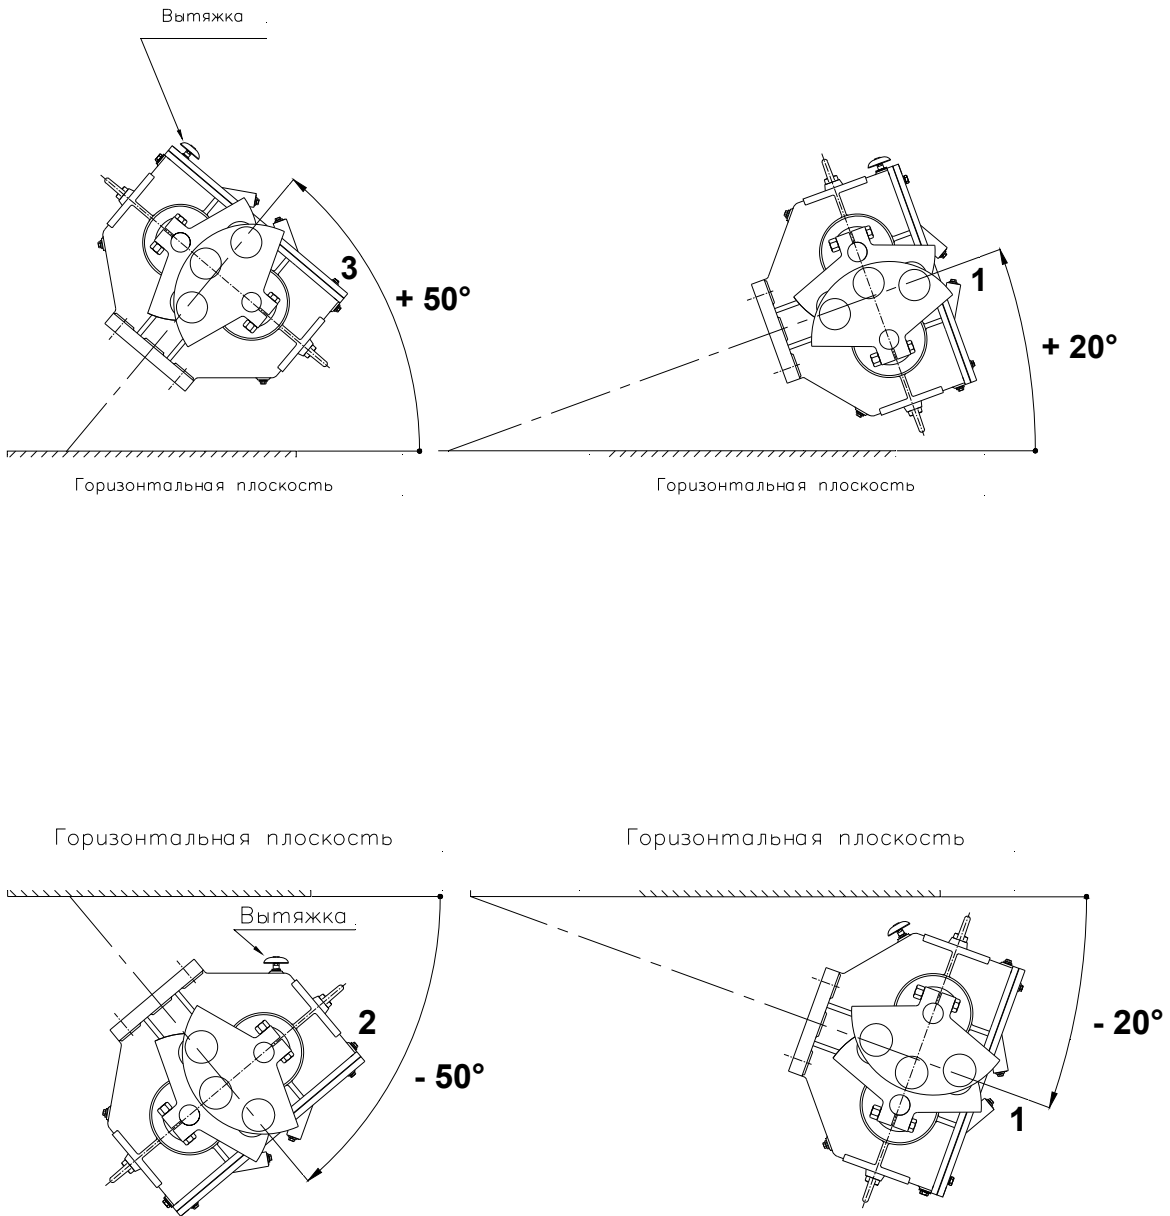 Вытяжка
3
+ 50°
1
+ 20°
Горизонтальная плоскость
Горизонтальная плоскость
Горизонтальная плоскость
Горизонтальная плоскость
Вытяжка
2
- 50°
- 20°
1